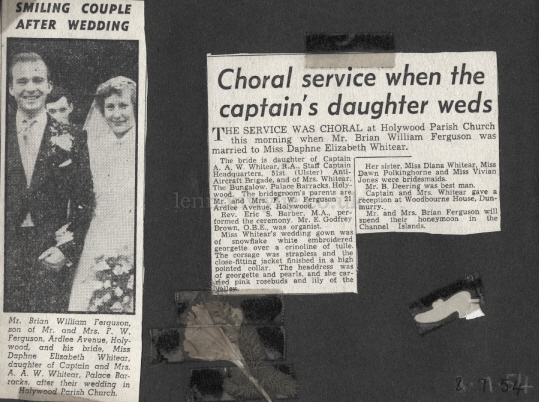 SMILING COUPLE
AFTER WEDDING
Mr. Brian William Ferguson,
son of Mr. and Mrs. F. W.
Ferguson, Ardlee Avenue, Holy-
wood, and his bride, Miss
Daphne Elizabeth Whitear,
daughter of Captain and Mrs.
A. A. W. Whitear, Palace Bar-
racks, after their wedding in
Holywood Parish Church.
Choral service when the
captain's daughter weds
THE SERVICE WAS CHORAL at Holywood Parish Church
this morning when Mr. Brian William Ferguson was
married to Miss Daphne Elizabeth Whitear.
The bride is daughter of Captain
A. A. W. Whitear, R.A., Staff Captain
Headquarters, 51st (Ulster) Anti-
Aircraft Brigade, and of Mrs. Whitear,
The Bungalow, Palace Barracks, Holy-
wood. The bridegroom's parents are
Mr. and Mrs. F. W. Ferguson 21
Ardlee Avenue, Holywood.
Rev. Eric S. Barber, M.A., per-
formed the ceremony. Mr. E. Godfrey
Brown, O.B.E., was organist.
Miss Whitear's wedding gown was
of snowflake white embroidered
georgette over a crinoline of tulle.
The corsage was strapless and the
close-fitting jacket finished in a high
pointed collar. The headdress was
of georgette and pearls, and she car-
ried pink rosebuds and lily of the
valley.
Her sister, Miss Diana Whitear, Miss
Dawn Polkinghorne and Miss Vivian
Jones were bridesmaids.
Mr. B. Deering was best man.
Captain and Mrs. Whitear gave a
reception at Woodbourne House, Dun-
murry.
Mr. and Mrs. Brian Ferguson will
spend their honeymoon in the
Channel Islands.
8.7.54